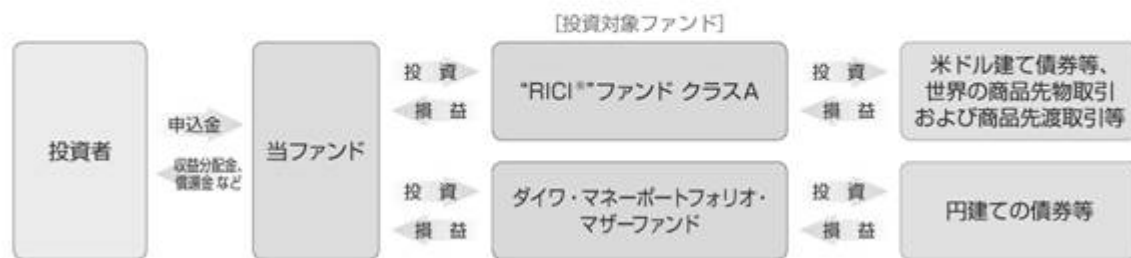 [投資対象ファンド]
投資者
申込金
収益分配金、
償還金 など
当ファンド
投 資
損 益
“RICI®”ファンド クラスA
投 資
損 益
米ドル建て債券等、
世界の商品先物取引
および商品先渡取引等
投 資
損 益
ダイワ・マネーポートフォリオ・
マザーファンド
投 資
損 益
円建ての債券等